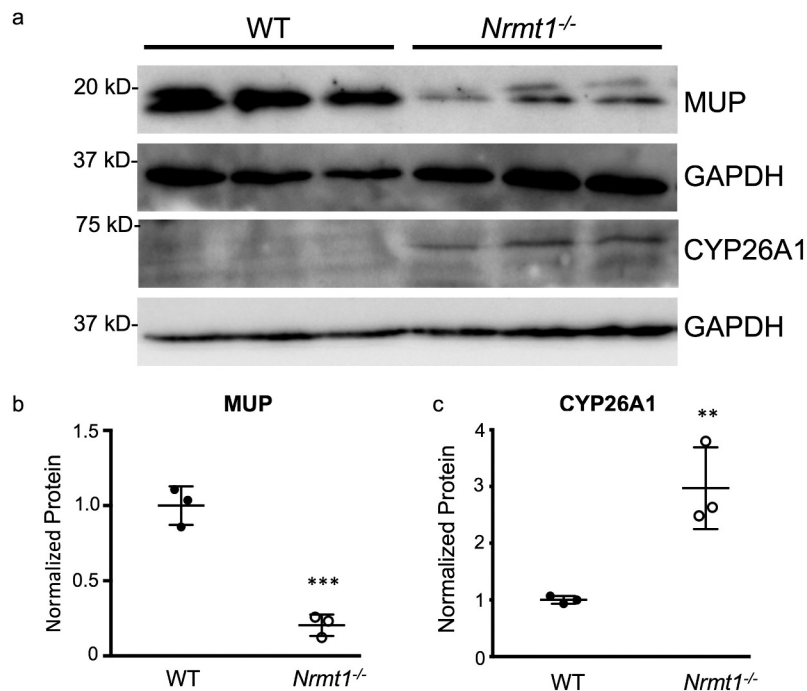 a
WT Nrmt1-/-
20 kD- MUP
37 kD- GAPDH
75 kD- CYP26A1
37 kD- GAPDH
b MUP
Normalized Protein
1.5
1.0
0.5
0
***
WT Nrmt1-/-
c CYP26A1
Normalized Protein
4
3
2
1
0
**
WT Nrmt1-/-